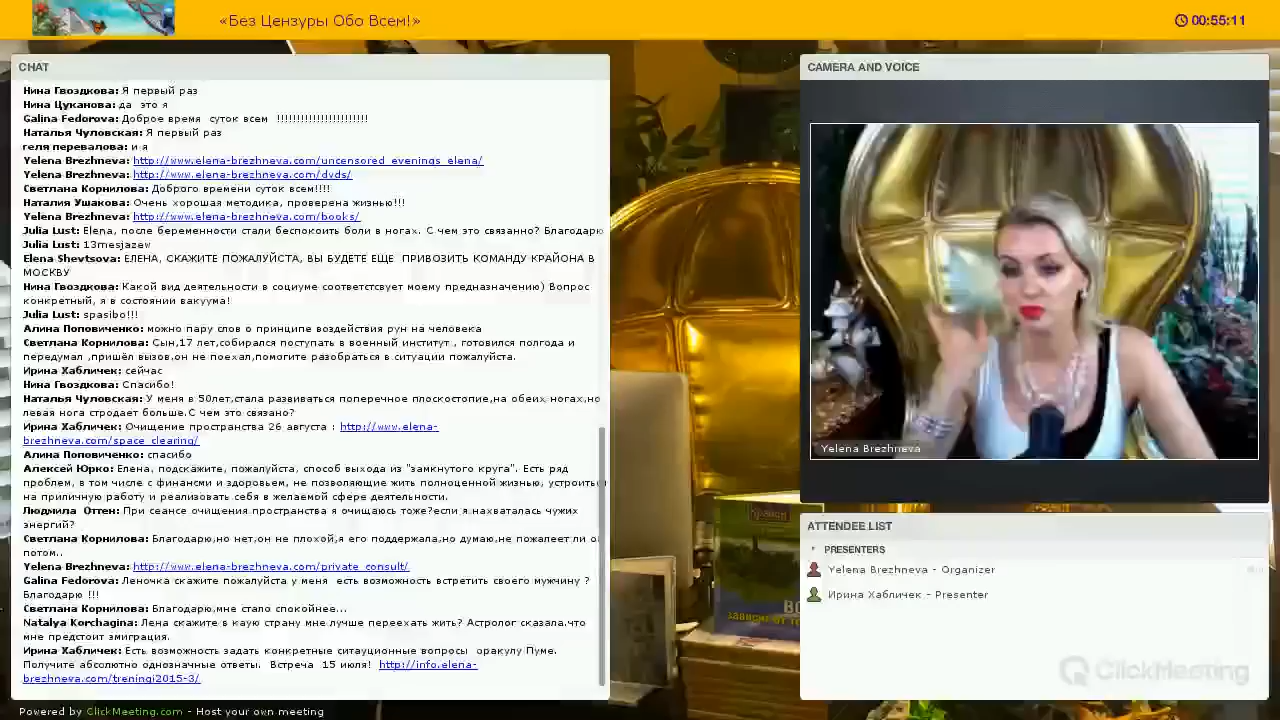 «Без Цензуры Обо Всем!»
00:55:11
CHAT
Нина Гвоздкова: Я первый раз
Нина Цуканова: да это я
Galina Fedorova: Доброе время суток всем !!!!!!!!!!!!!!!!!!!!!!!
Наталья Чуловская: Я первый раз
геля перевалова: и я
Yelena Brezhneva: http://www.elena-brezhneva.com/uncensored_evenings_elena/
Yelena Brezhneva: http://www.elena-brezhneva.com/dvds/
Светлана Корнилова: Доброго времени суток всем!!!!
Наталия Ушакова: Очень хорошая методика, проверена жизнью!!!
Yelena Brezhneva: http://www.elena-brezhneva.com/books/
Julia Lust: Elena, после беременности стали беспокоить боли в ногах. С чем это связанно? Благодарю
Julia Lust: 13mesjazew
Elena Shevtsova: ЕЛЕНА, СКАЖИТЕ ПОЖАЛУЙСТА, ВЫ БУДЕТЕ ЕЩЕ ПРИВОЗИТЬ КОМАНДУ КРАЙОНА В
МОСКВУ
Нина Гвоздкова: Какой вид деятельности в социуме соответстсвует моему предназначению) Вопрос
конкретный, я в состоянии вакуума!
Julia Lust: spasibo!!!
Алина Поповиченко: можно пару слов о принципе воздействия рун на человека
Светлана Корнилова: Сын,17 лет,собирался поступать в военный институт , готовился полгода и
передумал ,пришёл вызов,он не поехал,помогите разобраться в ситуации пожалуйста.
Ирина Хабличек: сейчас
Нина Гвоздкова: Спасибо!
Наталья Чуловская: У меня в 50лет,стала развиваться поперечное плоскостопие,на обеих ногах,но
левая нога стродает больше.С чем это связано?
Ирина Хабличек: Очищение пространства 26 августа : http://www.elena-
brezhneva.com/space_clearing/
Алина Поповиченко: спасибо
Алексей Юрко: Елена, подскажите, пожалуйста, способ выхода из "замкнутого круга". Есть ряд
проблем, в том числе с финансми и здоровьем, не позволяющие жить полноценной жизнью, устроиться
на приличную работу и реализовать себя в желаемой сфере деятельности.
Людмила Оттен: При сеансе очищения пространства я очищаюсь тоже?если я нахваталась чужих
энергий?
Светлана Корнилова: Благодарю,но нет,он не плохой,я его поддержала,но думаю,не пожалеет ли он
потом..
Yelena Brezhneva: http://www.elena-brezhneva.com/private_consult/
Galina Fedorova: Леночка скажите пожалуйста у меня есть возможность встретить своего мужчину ?
Благодарю !!!
Светлана Корнилова: Благодарю,мне стало спокойнее...
Natalya Korchagina: Лена скажите в каую страну мне лучше переехать жить? Астролог сказала.что
мне предстоит эмиграция.
Ирина Хабличек: Есть возможность задать конкретные ситауционные вопросы оракулу Пуме.
Получите абсолютно однозначные ответы. Встреча 15 июля! http://info.elena-
brezhneva.com/treningi2015-3/
Powered by ClickMeeting.com - Host your own meeting
CAMERA AND VOICE
Yelena Brezhneva
ATTENDEE LIST
PRESENTERS
Yelena Brezhneva - Organizer
Ирина Хабличек - Presenter
ClickMeeting
Крайон
зависит от